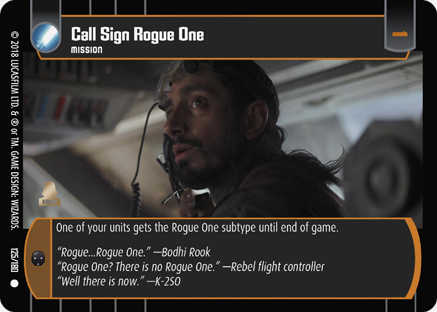 Call Sign Rogue One
MISSION
One of your units gets the Rogue One subtype until end of game.
"Rogue...Rogue One." —Bodhi Rook
"Rogue One? There is no Rogue One." —Rebel flight controller
"Well there is now." —K-2SO
© 2018 LUCASFILM LTD. & ® or TM. GAME DESIGN: WIZARDS.
125/180